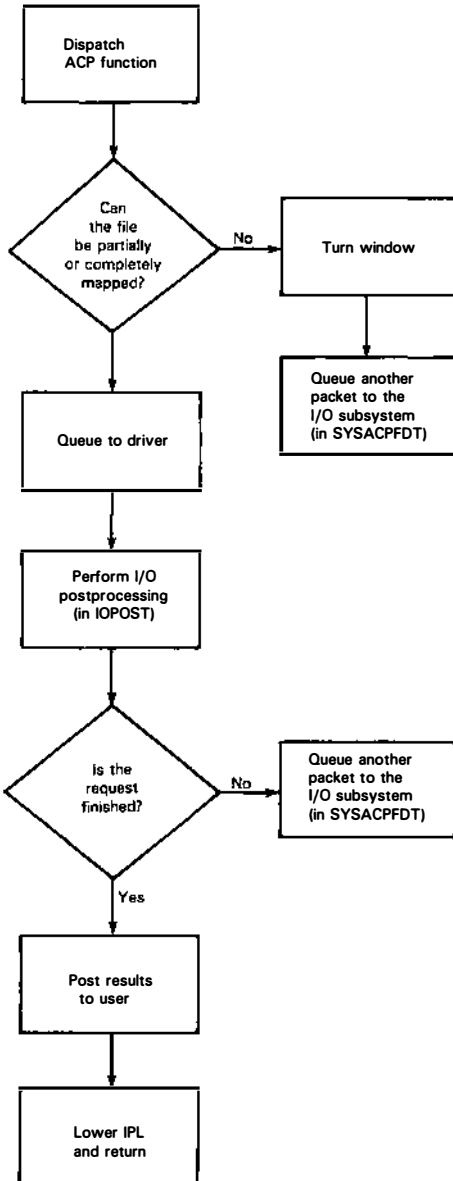 Dispatch
ACP function
Can
the file
be partially
or completely
mapped?
No
Turn window
Queue another
packet to the
I/O subsystem
(in SYSACPFDT)
Queue to driver
Perform I/O
postprocessing
(in IOPOST)
Is the
request
finished?
No
Queue another
packet to the
I/O subsystem
(in SYSACPFDT)
Yes
Post results
to user
Lower IPL
and return